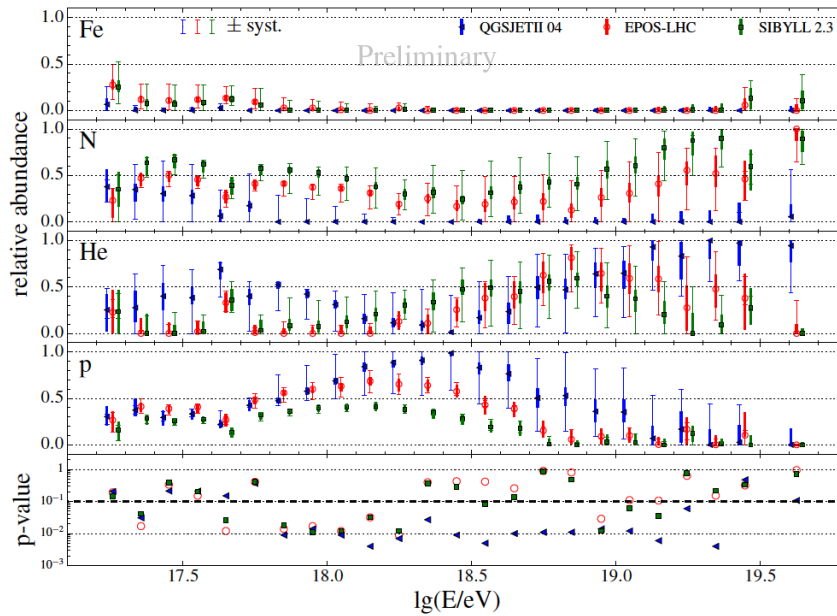 ± syst. QGSJETII 04 EPOS-LHC SIBYLL 2.3
Preliminary
relative abundance
Fe
1.0
0.5
0.0
N
1.0
0.5
0.0
He
1.0
0.5
0.0
p
1.0
0.5
0.0
p-value
1
10⁻¹
10⁻²
10⁻³
17.5 18.0 18.5 19.0 19.5
lg(E/eV)